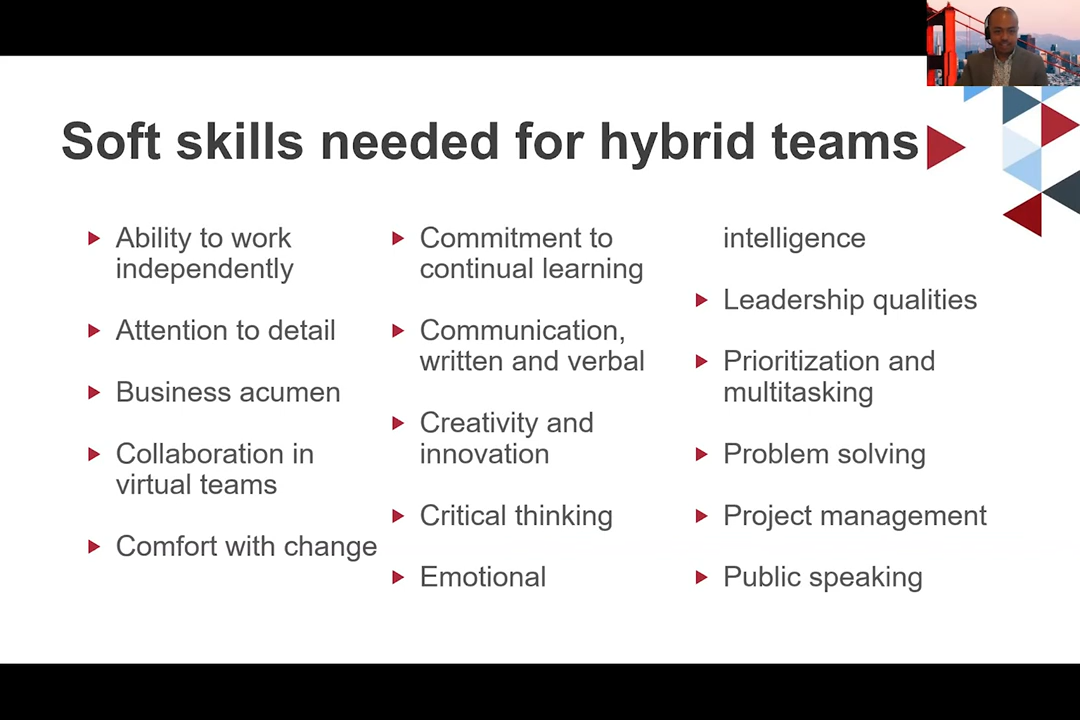 Soft skills needed for hybrid teams
Ability to work
independently
Attention to detail
Business acumen
Collaboration in
virtual teams
Comfort with change
Commitment to
continual learning
Communication,
written and verbal
Creativity and
innovation
Critical thinking
Emotional
intelligence
Leadership qualities
Prioritization and
multitasking
Problem solving
Project management
Public speaking